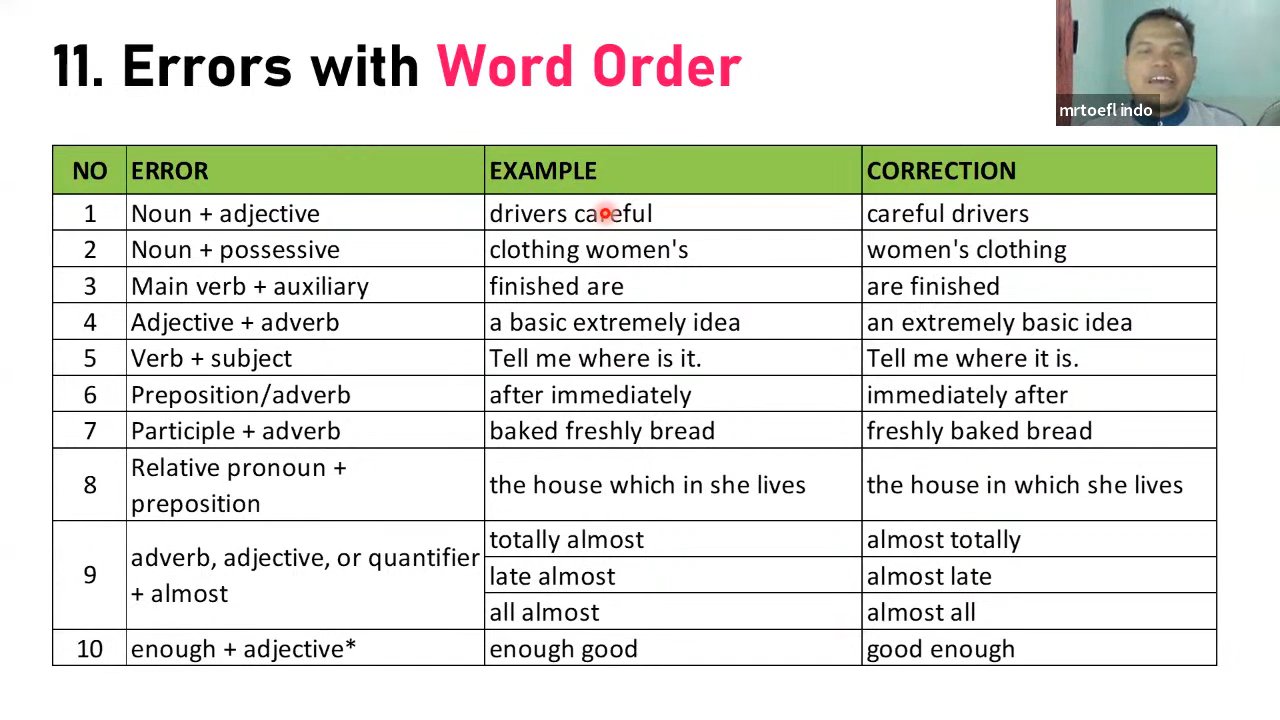 11. Errors with Word Order
mrtoefl indo
NO ERROR EXAMPLE CORRECTION
1 Noun + adjective drivers careful careful drivers
2 Noun + possessive clothing women's women's clothing
3 Main verb + auxiliary finished are are finished
4 Adjective + adverb a basic extremely idea an extremely basic idea
5 Verb + subject Tell me where is it. Tell me where it is.
6 Preposition/adverb after immediately immediately after
7 Participle + adverb baked freshly bread freshly baked bread
8 Relative pronoun +
preposition the house which in she lives the house in which she lives
9 adverb, adjective, or quantifier
+ almost totally almost almost totally
late almost almost late
all almost almost all
10 enough + adjective* enough good good enough